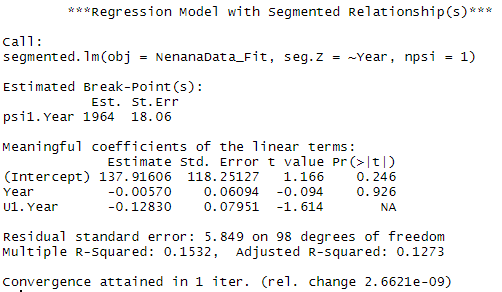 ***Regression Model with Segmented Relationship(s)***
Call:
segmented.lm(obj = NenanaData_Fit, seg.Z = ~Year, npsi = 1)
Estimated Break-Point(s):
Est. St.Err
psi1.Year 1964 18.06
Meaningful coefficients of the linear terms:
Estimate Std. Error t value Pr(>|t|)
(Intercept) 137.91606 118.25127 1.166 0.246
Year -0.00570 0.06094 -0.094 0.926
U1.Year -0.12830 0.07951 -1.614 NA
Residual standard error: 5.849 on 98 degrees of freedom
Multiple R-Squared: 0.1532, Adjusted R-squared: 0.1273
Convergence attained in 1 iter. (rel. change 2.6621e-09)